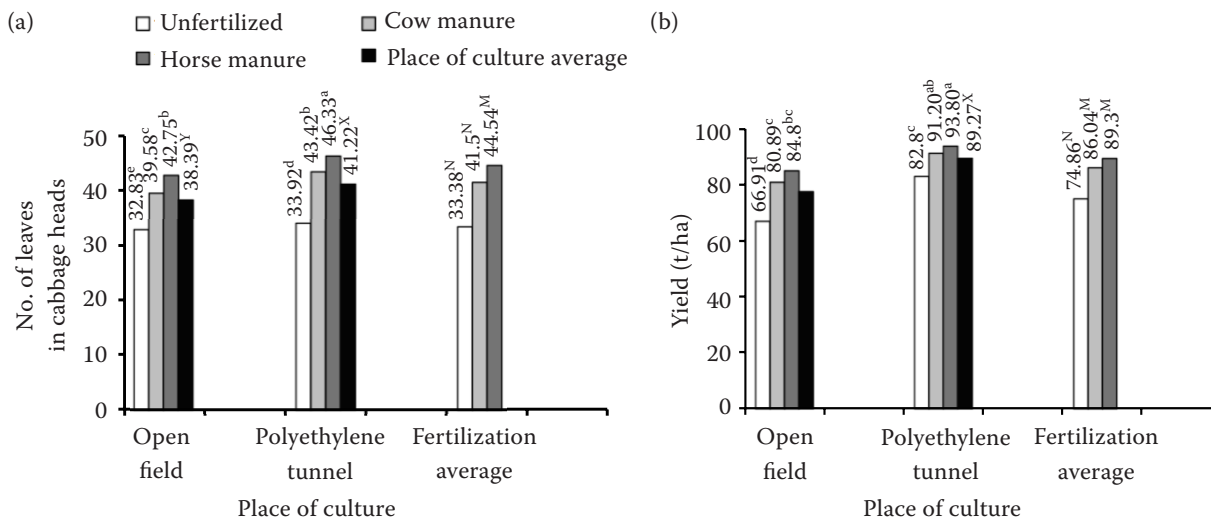 (a)
Unfertilized
Cow manure
Horse manure
Place of culture average
No. of leaves
in cabbage heads
50
40
30
20
10
0
32.83e
39.58c
42.75b
38.39Y
33.92d
43.42b
46.33a
41.22X
33.38N
41.5N
44.54M
Open
field
Polyethylene
tunnel
Fertilization
average
Place of culture
(b)
Yield (t/ha)
100
80
60
40
20
0
66.91d
80.89c
84.8bc
82.8c
91.20ab
93.80a
89.27X
74.86N
86.04M
89.3M
Open
field
Polyethylene
tunnel
Fertilization
average
Place of culture